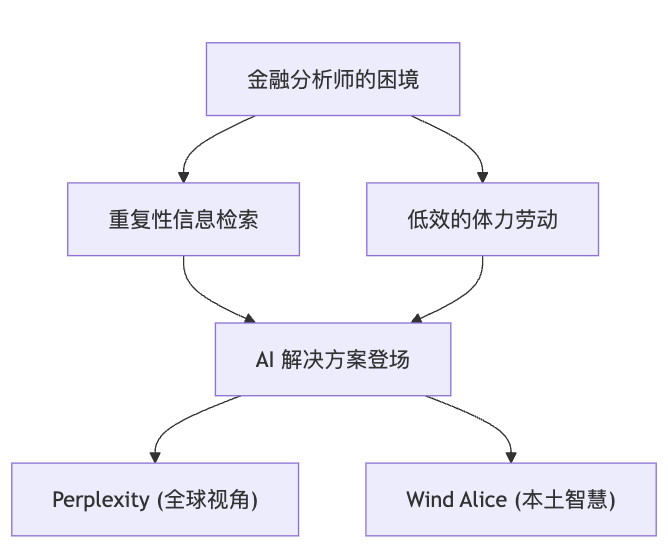 金融分析师的困境
重复性信息检索
低效的体力劳动
AI 解决方案登场
Perplexity (全球视角)
Wind Alice (本土智慧)